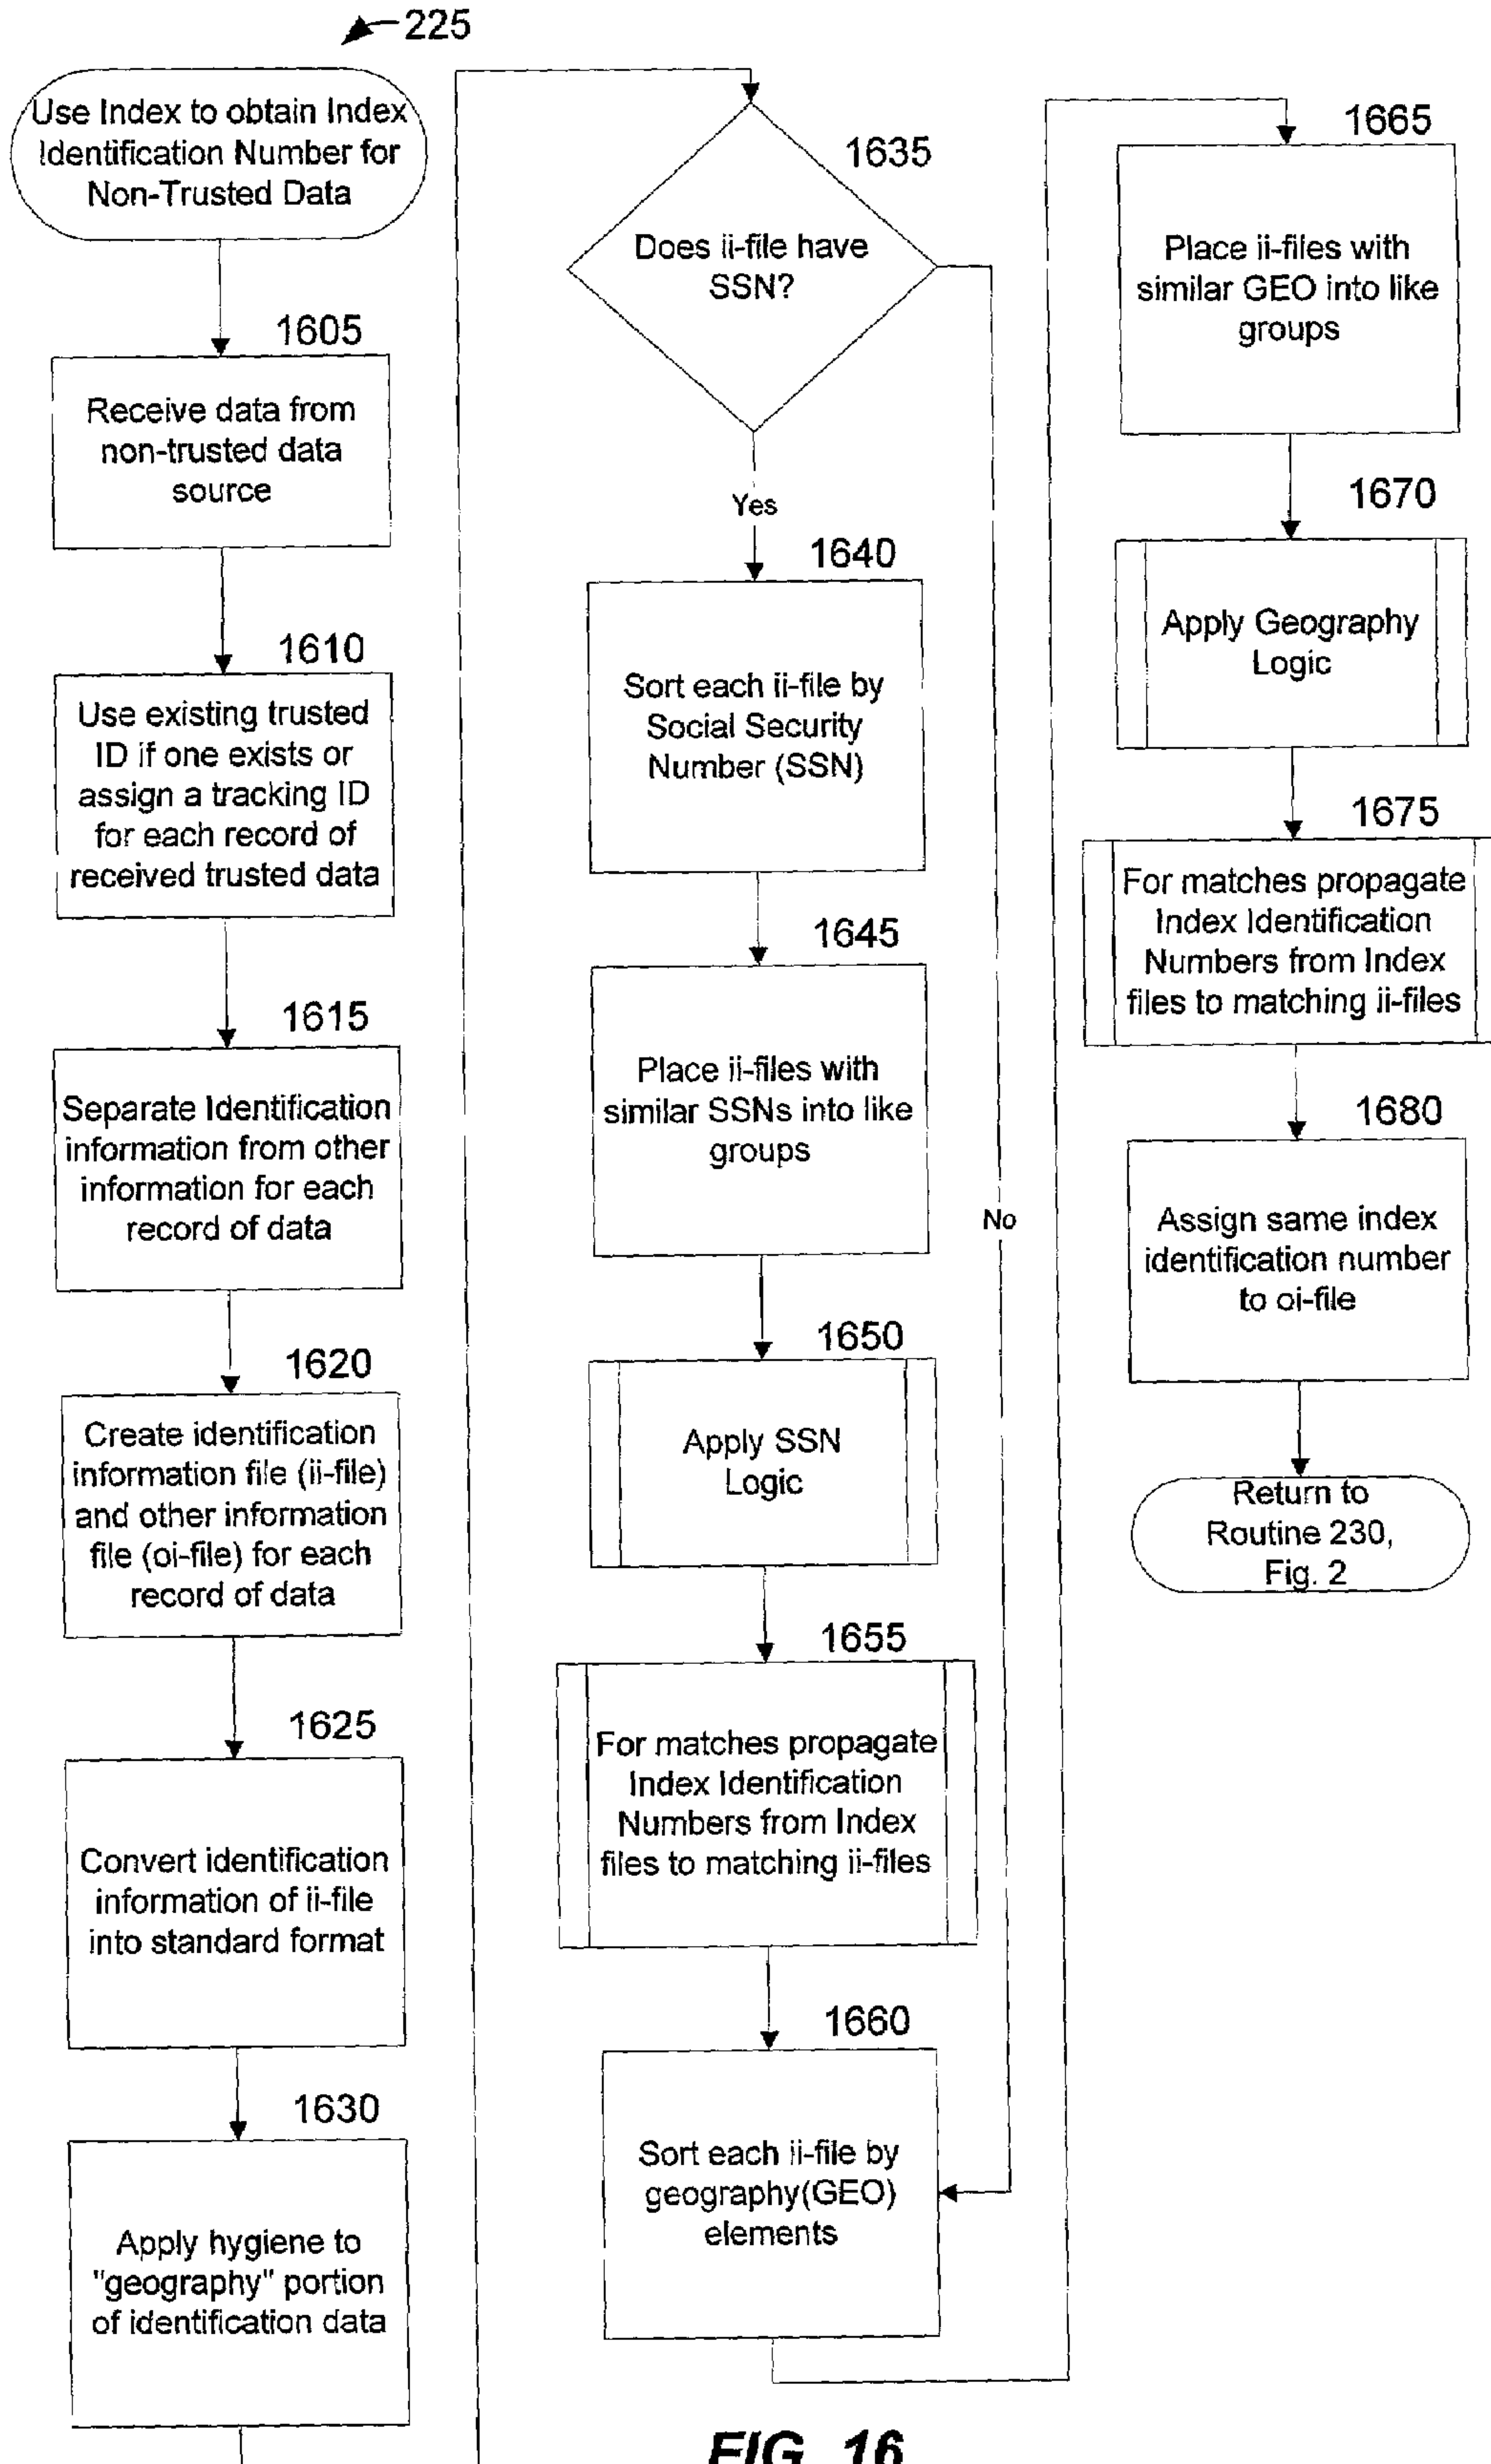 225
Use Index to obtain Index
Identification Number for
Non-Trusted Data
1605
Receive data from
non-trusted data
source
1610
Use existing trusted
ID if one exists or
assign a tracking ID
for each record of
received trusted data
1615
Separate Identification
information from other
information for each
record of data
1620
Create identification
information file (ii-file)
and other information
file (oi-file) for each
record of data
1625
Convert identification
information of ii-file
into standard format
1630
Apply hygiene to
"geography" portion
of identification data
1635
Does ii-file have
SSN?
Yes
No
1640
Sort each ii-file by
Social Security
Number (SSN)
1645
Place ii-files with
similar SSNs into like
groups
1650
Apply SSN
Logic
1655
For matches propagate
Index Identification
Numbers from Index
files to matching ii-files
1660
Sort each ii-file by
geography(GEO)
elements
1665
Place ii-files with
similar GEO into like
groups
1670
Apply Geography
Logic
1675
For matches propagate
Index Identification
Numbers from Index
files to matching ii-files
1680
Assign same index
identification number
to oi-file
Return to
Routine 230,
Fig. 2
FIG. 16